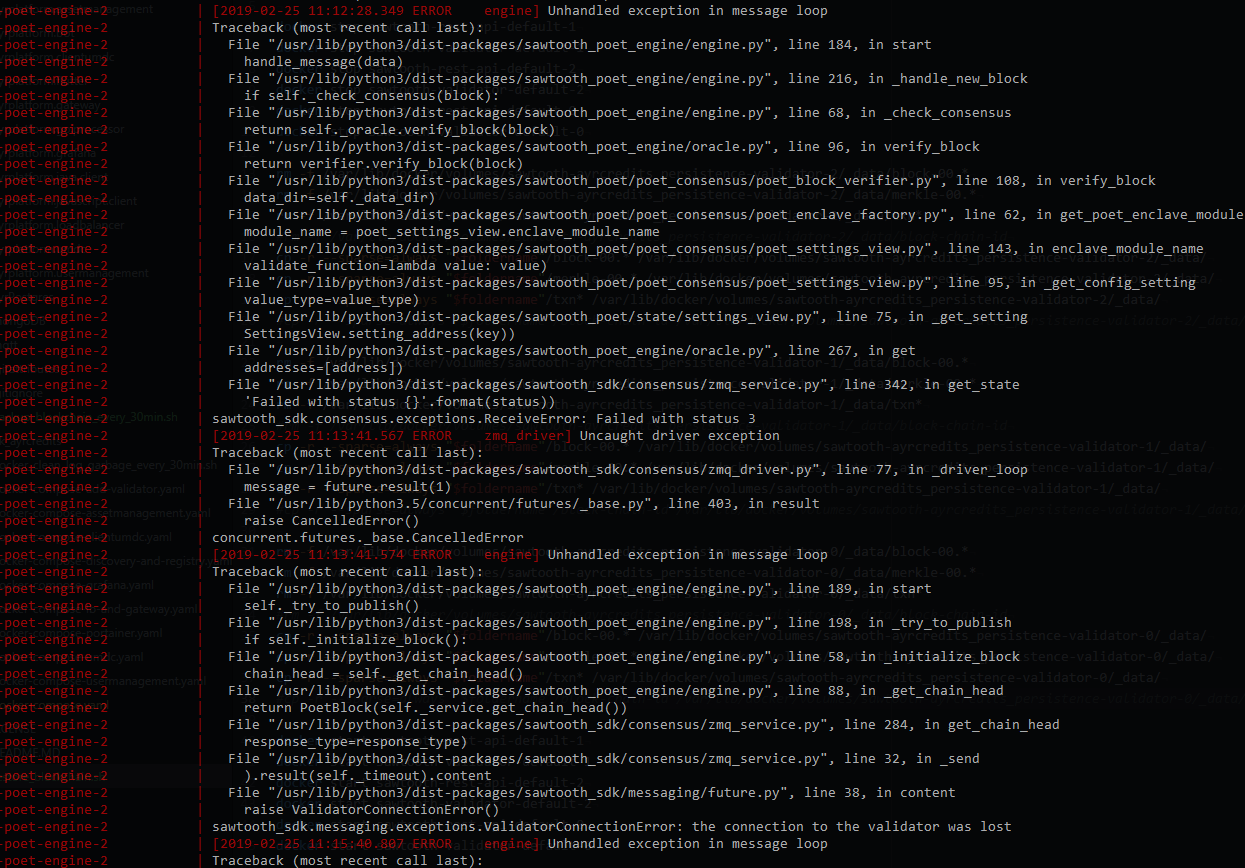 -poet-engine-2 | [2019-02-25 11:12:28.349 ERROR    engine] Unhandled exception in message loop
-poet-engine-2 | Traceback (most recent call last):
-poet-engine-2 |   File "/usr/lib/python3/dist-packages/sawtooth_poet_engine/engine.py", line 184, in start
-poet-engine-2 |     handle_message(data)
-poet-engine-2 |   File "/usr/lib/python3/dist-packages/sawtooth_poet_engine/engine.py", line 216, in _handle_new_block
-poet-engine-2 |     if self._check_consensus(block):
-poet-engine-2 |   File "/usr/lib/python3/dist-packages/sawtooth_poet_engine/engine.py", line 68, in _check_consensus
-poet-engine-2 |     return self._oracle.verify_block(block)
-poet-engine-2 |   File "/usr/lib/python3/dist-packages/sawtooth_poet_engine/oracle.py", line 96, in verify_block
-poet-engine-2 |     return verifier.verify_block(block)
-poet-engine-2 |   File "/usr/lib/python3/dist-packages/sawtooth_poet/poet_consensus/poet_block_verifier.py", line 108, in verify_block
-poet-engine-2 |     data_dir=self._data_dir)
-poet-engine-2 |   File "/usr/lib/python3/dist-packages/sawtooth_poet/poet_consensus/poet_enclave_factory.py", line 62, in get_poet_enclave_module
-poet-engine-2 |     module_name = poet_settings_view.enclave_module_name
-poet-engine-2 |   File "/usr/lib/python3/dist-packages/sawtooth_poet/poet_consensus/poet_settings_view.py", line 143, in enclave_module_name
-poet-engine-2 |     validate_function=lambda value: value)
-poet-engine-2 |   File "/usr/lib/python3/dist-packages/sawtooth_poet/poet_consensus/poet_settings_view.py", line 95, in _get_config_setting
-poet-engine-2 |     value_type=value_type)
-poet-engine-2 |   File "/usr/lib/python3/dist-packages/sawtooth_poet/state/settings_view.py", line 75, in _get_setting
-poet-engine-2 |     SettingsView.setting_address(key))
-poet-engine-2 |   File "/usr/lib/python3/dist-packages/sawtooth_poet_engine/oracle.py", line 267, in get
-poet-engine-2 |     addresses=[address])
-poet-engine-2 |   File "/usr/lib/python3/dist-packages/sawtooth_sdk/consensus/zmq_service.py", line 342, in get_state
-poet-engine-2 |     'Failed with status {}'.format(status))
-poet-engine-2 | sawtooth_sdk.consensus.exceptions.ReceiveError: Failed with status 3
-poet-engine-2 | [2019-02-25 11:13:41.567 ERROR    zmq_driver] Uncaught driver exception
-poet-engine-2 | Traceback (most recent call last):
-poet-engine-2 |   File "/usr/lib/python3/dist-packages/sawtooth_sdk/consensus/zmq_driver.py", line 77, in _driver_loop
-poet-engine-2 |     message = future.result(1)
-poet-engine-2 |   File "/usr/lib/python3.5/concurrent/futures/_base.py", line 403, in result
-poet-engine-2 |     raise CancelledError()
-poet-engine-2 | concurrent.futures._base.CancelledError
-poet-engine-2 | [2019-02-25 11:13:41.574 ERROR    engine] Unhandled exception in message loop
-poet-engine-2 | Traceback (most recent call last):
-poet-engine-2 |   File "/usr/lib/python3/dist-packages/sawtooth_poet_engine/engine.py", line 189, in start
-poet-engine-2 |     self._try_to_publish()
-poet-engine-2 |   File "/usr/lib/python3/dist-packages/sawtooth_poet_engine/engine.py", line 198, in _try_to_publish
-poet-engine-2 |     if self._initialize_block():
-poet-engine-2 |   File "/usr/lib/python3/dist-packages/sawtooth_poet_engine/engine.py", line 58, in _initialize_block
-poet-engine-2 |     chain_head = self._get_chain_head()
-poet-engine-2 |   File "/usr/lib/python3/dist-packages/sawtooth_poet_engine/engine.py", line 88, in _get_chain_head
-poet-engine-2 |     return PoetBlock(self._service.get_chain_head())
-poet-engine-2 |   File "/usr/lib/python3/dist-packages/sawtooth_sdk/consensus/zmq_service.py", line 284, in get_chain_head
-poet-engine-2 |     response_type=response_type)
-poet-engine-2 |   File "/usr/lib/python3/dist-packages/sawtooth_sdk/consensus/zmq_service.py", line 32, in _send
-poet-engine-2 |     ).result(self._timeout).content
-poet-engine-2 |   File "/usr/lib/python3/dist-packages/sawtooth_sdk/messaging/future.py", line 38, in content
-poet-engine-2 |     raise ValidatorConnectionError()
-poet-engine-2 | sawtooth_sdk.messaging.exceptions.ValidatorConnectionError: the connection to the validator was lost
-poet-engine-2 | [2019-02-25 11:15:40.807 ERROR    engine] Unhandled exception in message loop
-poet-engine-2 | Traceback (most recent call last):